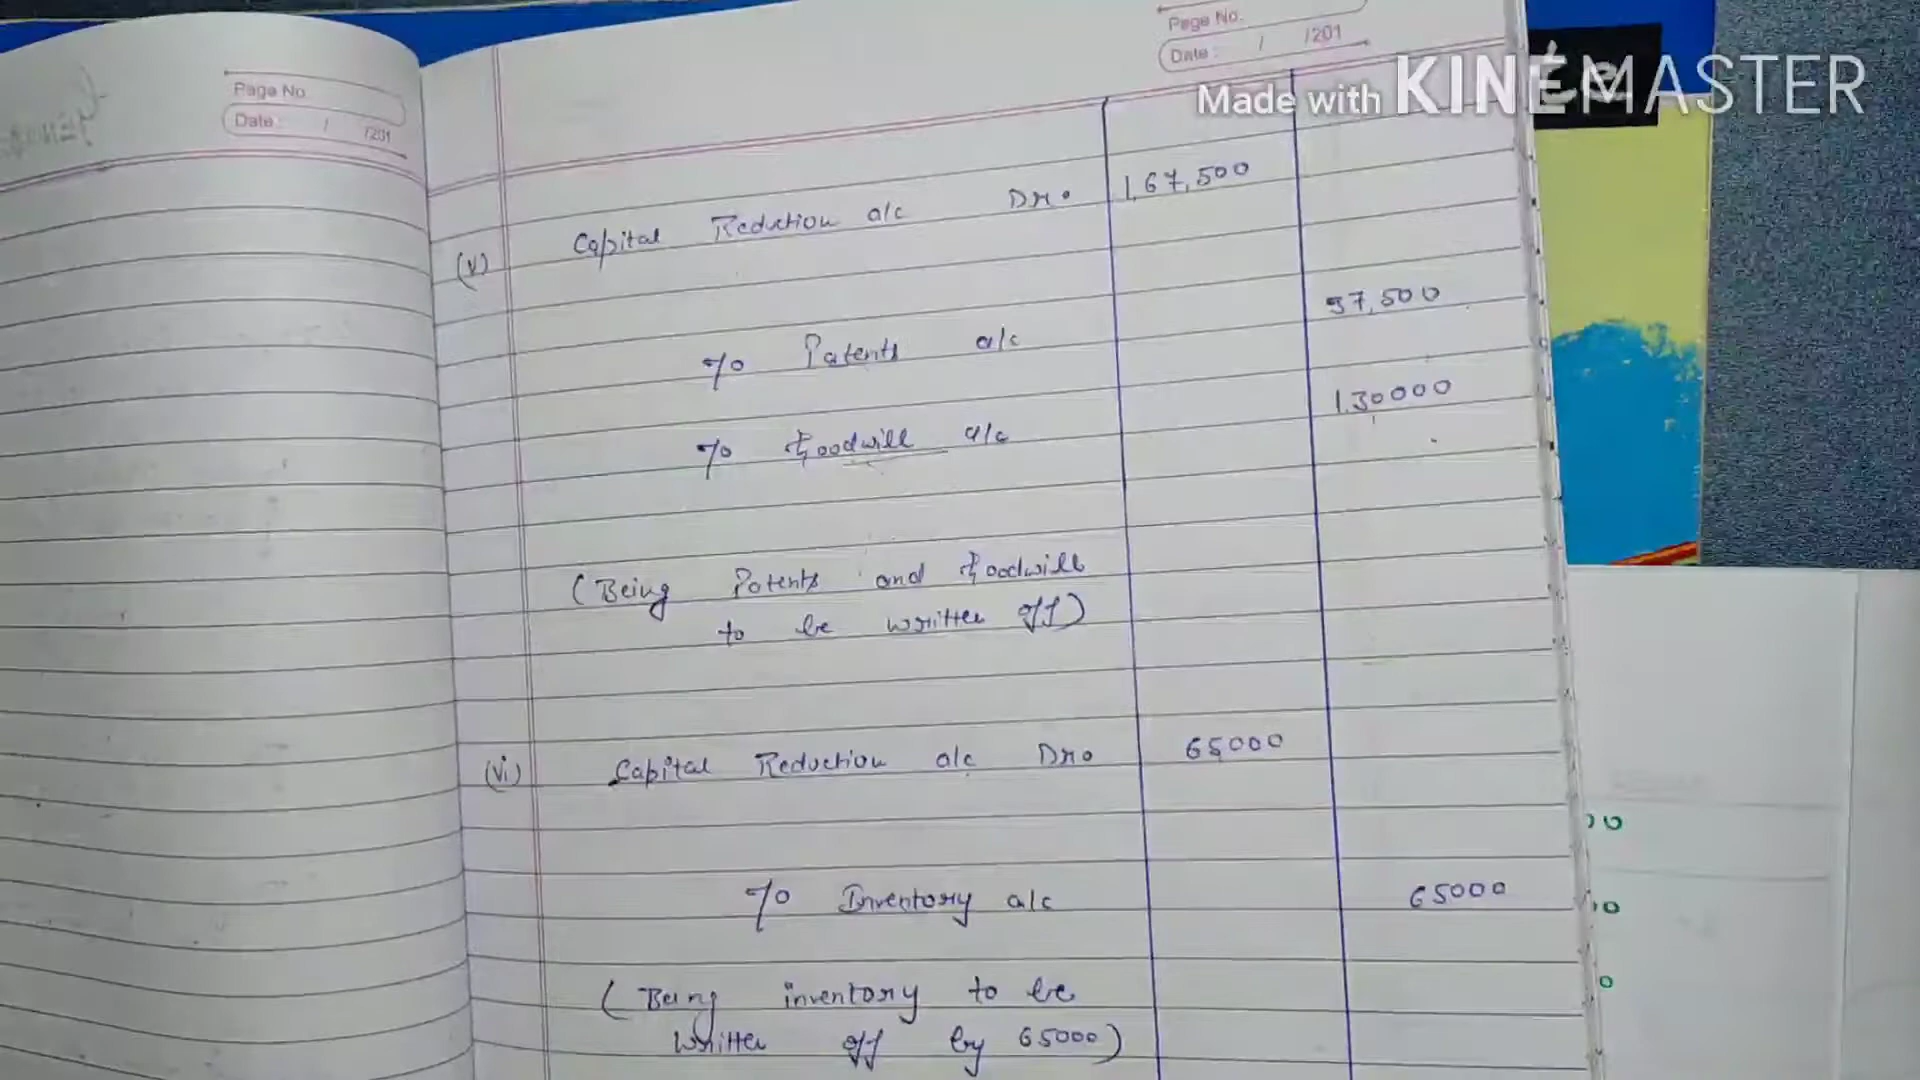 Page No.
Date : / /201
Page No.
Date : / /201
Made with KINEMASTER
(V) Capital Reduction a/c Dr. 1,67,500
To Patents a/c 37,500
To Goodwill a/c 1,30000
(Being Patents and Goodwill
to be written off)
(Vi) Capital Reduction a/c Dr. 65000
To Inventory a/c 65000
(Being inventory to be
written off by 65000)